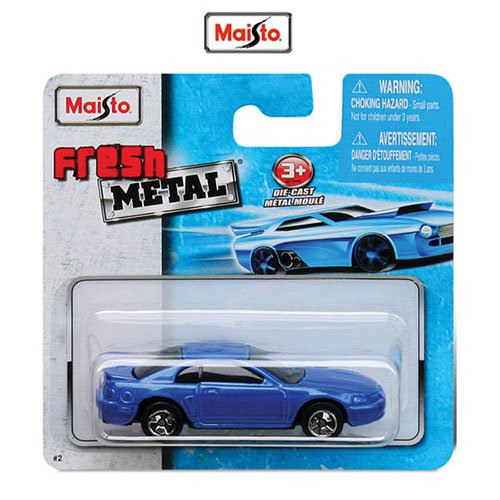 Maisto
Maisto
Fresh
METAL
3+
DIE-CAST
METAL MOULÉ
WARNING:
CHOKING HAZARD - Small parts
Not for children under 3 years.
AVERTISSEMENT:
DANGER D'ÉTOUFFEMENT - Petites pièces.
Ne convient pas aux enfants de moins de 3 ans.
#2